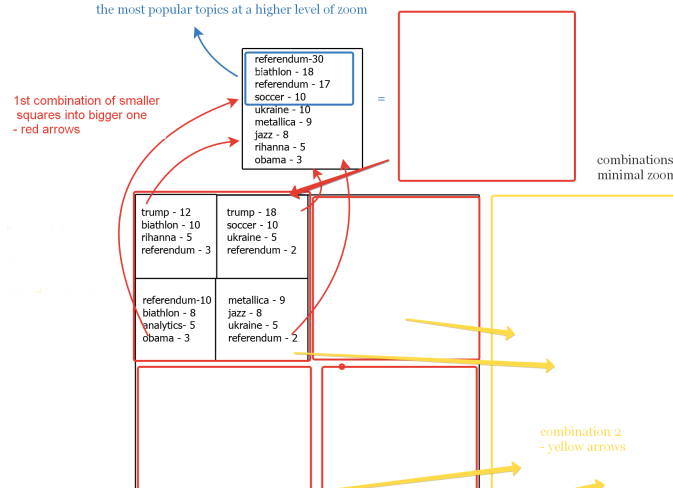 the most popular topics at a higher level of zoom
referendum-30
biathlon - 18
referendum - 17
soccer - 10
ukraine - 10
metallica - 9
jazz - 8
rihanna - 5
obama - 3
=
1st combination of smaller
squares into bigger one
- red arrows
combinations
minimal zoom
trump - 12
biathlon - 10
rihanna - 5
referendum - 3
trump - 18
soccer - 10
ukraine - 5
referendum - 2
referendum-10
biathlon - 8
analytics- 5
obama - 3
metallica - 9
jazz - 8
ukraine - 5
referendum - 2
combination 2
- yellow arrows